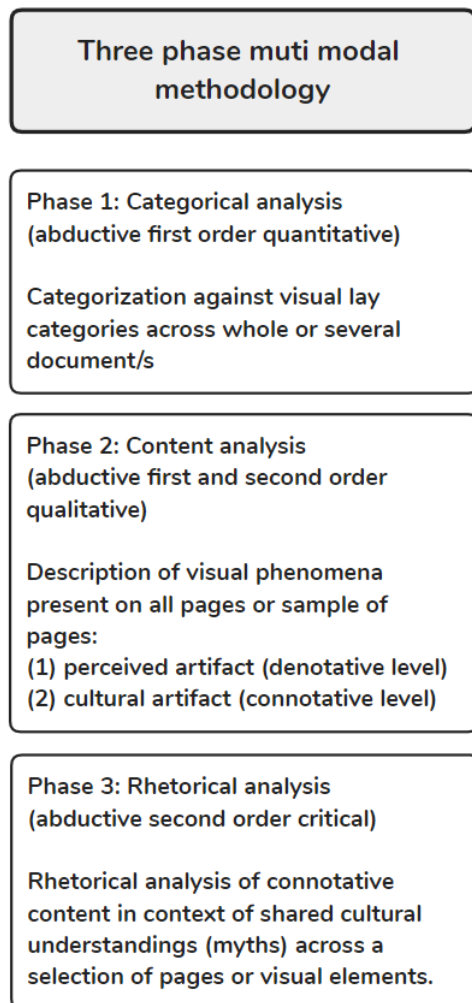 Three phase muti modal
methodology
Phase 1: Categorical analysis
(abductive first order quantitative)
Categorization against visual lay
categories across whole or several
document/s
Phase 2: Content analysis
(abductive first and second order
qualitative)
Description of visual phenomena
present on all pages or sample of
pages:
(1) perceived artifact (denotative level)
(2) cultural artifact (connotative level)
Phase 3: Rhetorical analysis
(abductive second order critical)
Rhetorical analysis of connotative
content in context of shared cultural
understandings (myths) across a
selection of pages or visual elements.